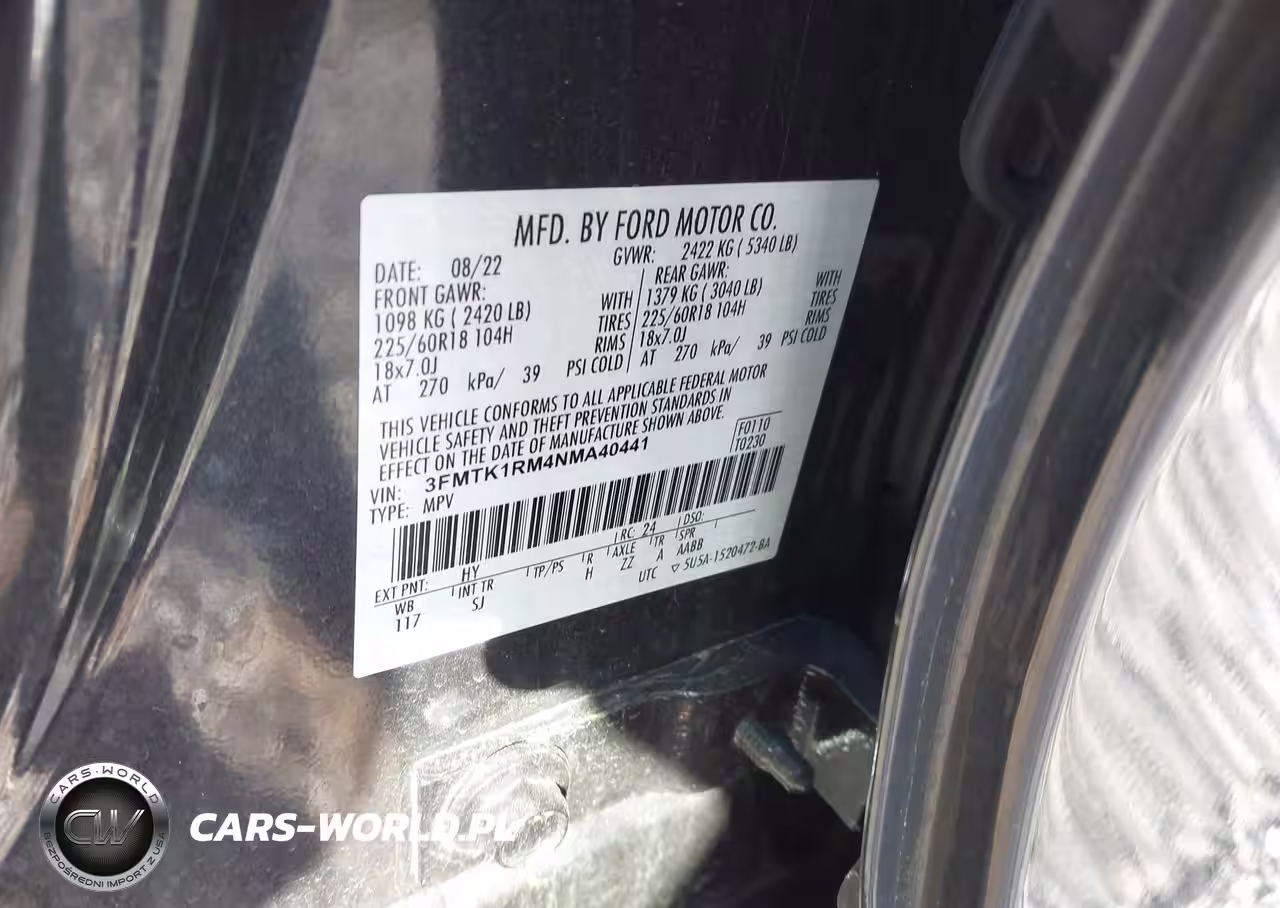 MFD. BY FORD MOTOR CO.
DATE: 08/22
GVWR: 2422 KG ( 5340 LB)
FRONT GAWR:
1098 KG ( 2420 LB) WITH
225/60R18 104H TIRES
18x7.0J RIMS
AT 270 kPa/ 39 PSI COLD
REAR GAWR:
1379 KG ( 3040 LB) WITH
225/60R18 104H TIRES
18x7.0J RIMS
AT 270 kPa/ 39 PSI COLD
THIS VEHICLE CONFORMS TO ALL APPLICABLE FEDERAL MOTOR
VEHICLE SAFETY AND THEFT PREVENTION STANDARDS IN
EFFECT ON THE DATE OF MANUFACTURE SHOWN ABOVE.
F0110
T0230
VIN: 3FMTK1RM4NMA40441
TYPE: MPV
EXT PNT: HY RC: 24 DSO:
WB INT TR TP/PS R AXLE TR SPR
117 SJ H ZZ A AABB
UTC ▽ 5U5A-1520472-BA
CARS-WORLD
CW
BEZPOŚREDNI IMPORT Z USA
CARS-WORLD.PL